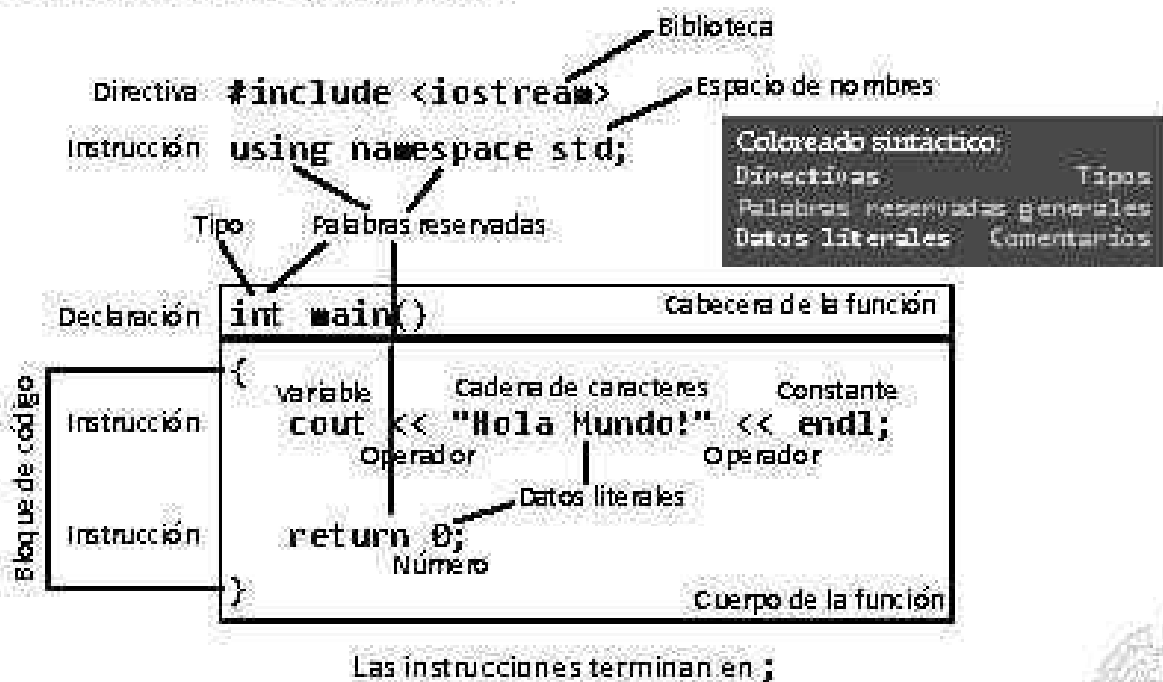 Biblioteca
Directiva #include <iostream>
Espacio de nombres
Instrucción using namespace std;
Coloreado sintáctico:
Directivas Tipos
Palabras reservadas generales
Datos literales Comentarios
Tipo Palabras reservadas
Declaración int main() Cabecera de la función
Bloque de código
{
Variable Cadena de caracteres Constante
Instrucción cout << "Hola Mundo!" << endl;
Operador Operador
Datos literales
Instrucción return 0;
Número
}
Cuerpo de la función
Las instrucciones terminan en ;